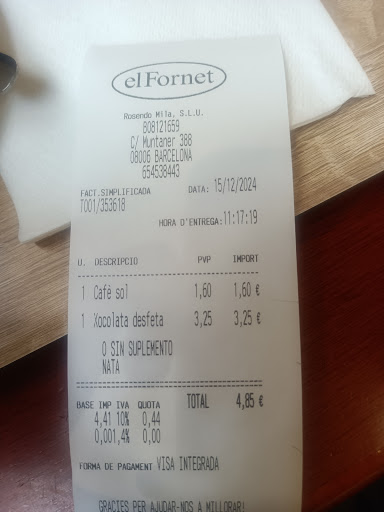 elFornet
Rosendo Mila, S.L.U.
B08121659
C/ Muntaner 388
08006 BARCELONA
654538443
FACT.SIMPLIFICADA DATA: 15/12/2024
T001/353618
HORA D'ENTREGA:11:17:19
U. DESCRIPCIO PVP IMPORT
1 Cafè sol 1,60 1,60 €
1 Xocolata desfeta 3,25 3,25 €
0 SIN SUPLEMENTO
NATA
BASE IMP IVA QUOTA TOTAL 4,85 €
4,41 10% 0,44
0,00 1,4% 0,00
FORMA DE PAGAMENT VISA INTEGRADA
GRACIES PER AJUDAR-NOS A MILLORAR!